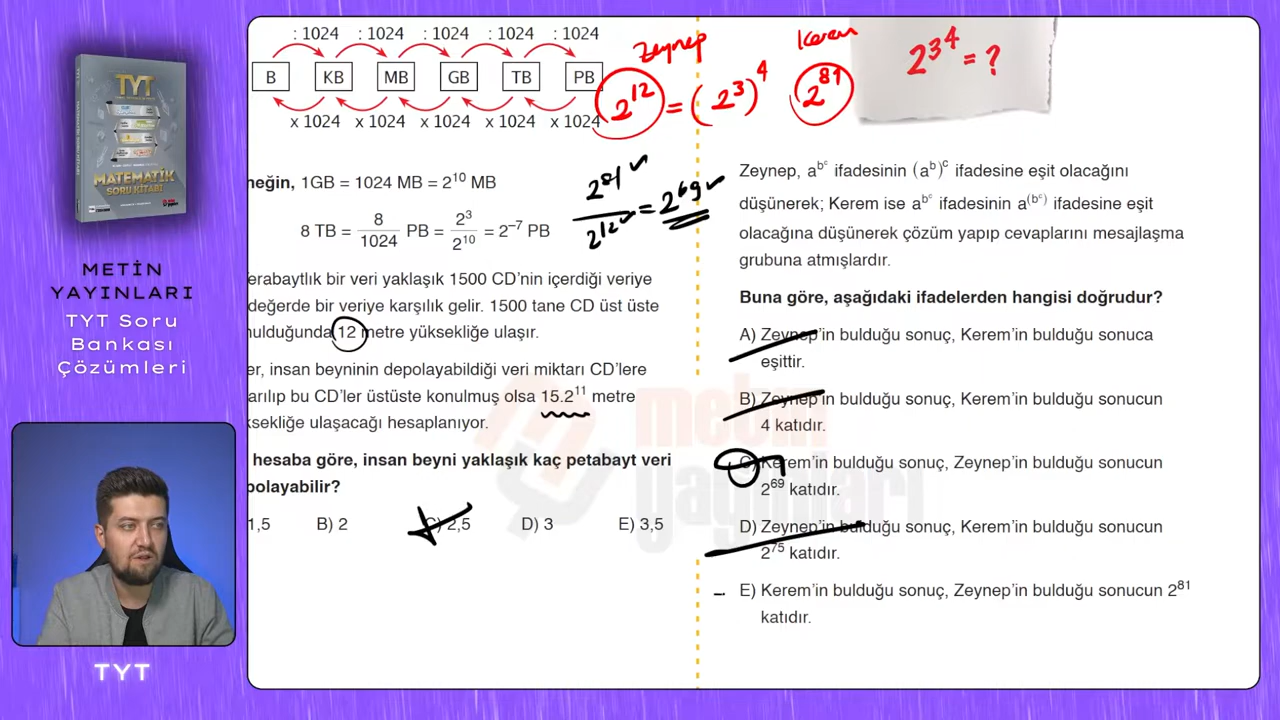 TYT
MATEMATİK
SORU KİTABI
METİN
YAYINLARI
TYT Soru
Bankası
Çözümleri
TYT
: 1024 : 1024 : 1024 : 1024 : 1024
B KB MB GB TB PB
x 1024 x 1024 x 1024 x 1024 x 1024
neğin, 1GB = 1024 MB = 2^10 MB
8 TB = 8/1024 PB = 2^3/2^10 = 2^-7 PB
erabaytlık bir veri yaklaşık 1500 CD'nin içerdiği veriye
değerde bir veriye karşılık gelir. 1500 tane CD üst üste
nulduğunda 12 metre yüksekliğe ulaşır.
er, insan beyninin depolayabildiği veri miktarı CD'lere
arılıp bu CD'ler üstüste konulmuş olsa 15.2^11 metre
ksekliğe ulaşacağı hesaplanıyor.
hesaba göre, insan beyni yaklaşık kaç petabayt veri
polayabilir?
1,5 B) 2 C) 2,5 D) 3 E) 3,5
Zeynep Keren
2^12 = (2^3)^4 2^81
2^81/2^12 = 2^69
2^3^4 = ?
Zeynep, a^b^c ifadesinin (a^b)^c ifadesine eşit olacağını
düşünerek; Kerem ise a^b^c ifadesinin a^(b^c) ifadesine eşit
olacağına düşünerek çözüm yapıp cevaplarını mesajlaşma
grubuna atmışlardır.
Buna göre, aşağıdaki ifadelerden hangisi doğrudur?
A) Zeynep'in bulduğu sonuç, Kerem'in bulduğu sonuca
eşittir.
B) Zeynep'in bulduğu sonuç, Kerem'in bulduğu sonucun
4 katıdır.
C) Kerem'in bulduğu sonuç, Zeynep'in bulduğu sonucun
2^69 katıdır.
D) Zeynep'in bulduğu sonuç, Kerem'in bulduğu sonucun
2^75 katıdır.
E) Kerem'in bulduğu sonuç, Zeynep'in bulduğu sonucun 2^81
katıdır.
metin
yayınları